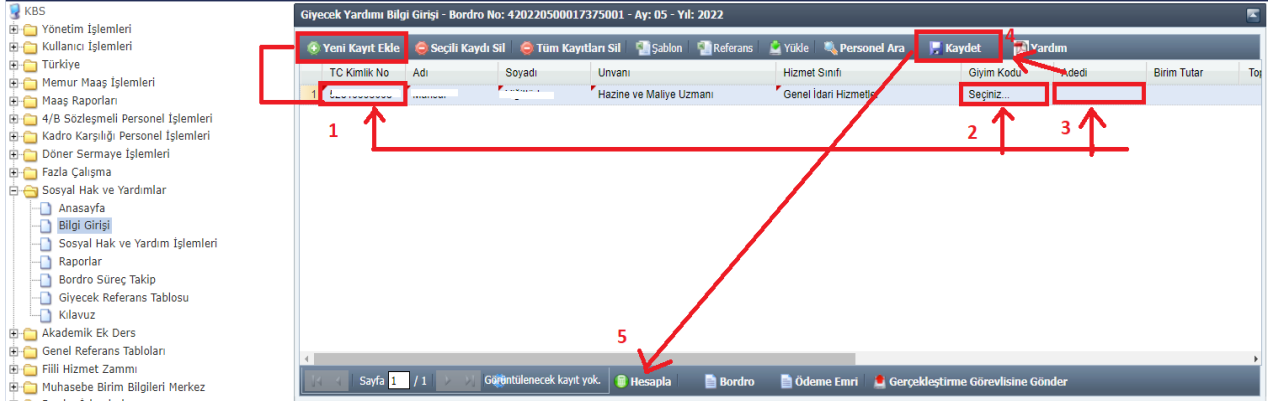 KBS
Yönetim İşlemleri
Kullanıcı İşlemleri
Türkiye
Memur Maaş İşlemleri
Maaş Raporları
4/B Sözleşmeli Personel İşlemleri
Kadro Karşılığı Personel İşlemleri
Döner Sermaye İşlemleri
Fazla Çalışma
Sosyal Hak ve Yardımlar
Anasayfa
Bilgi Girişi
Sosyal Hak ve Yardım İşlemleri
Raporlar
Bordro Süreç Takip
Giyecek Referans Tablosu
Kılavuz
Akademik Ek Ders
Genel Referans Tabloları
Fiili Hizmet Zammı
Muhasebe Birim Bilgileri Merkez
Giyecek Yardımı Bilgi Girişi - Bordro No: 420220500017375001 - Ay: 05 - Yıl: 2022
Yeni Kayıt Ekle Seçili Kaydı Sil Tüm Kayıtları Sil Şablon Referans Yükle Personel Ara Kaydet 4 Yardım
TC Kimlik No Adı Soyadı Unvanı Hizmet Sınıfı Giyim Kodu Adedi Birim Tutar Top
1 Hazine ve Maliye Uzmanı Genel İdari Hizmetler Seçiniz...
1 2 3
5
Sayfa 1 / 1 Görüntülenecek kayıt yok. Hesapla Bordro Ödeme Emri Gerçekleştirme Görevlisine Gönder